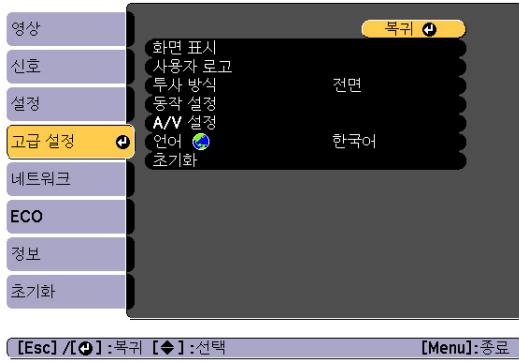 영상
신호
설정
고급 설정
네트워크
ECO
정보
초기화
복귀
화면 표시
사용자 로고
투사 방식 전면
동작 설정
A/V 설정
언어 한국어
초기화
[Esc] /[ ] :복귀 [ ] :선택 [Menu]:종료